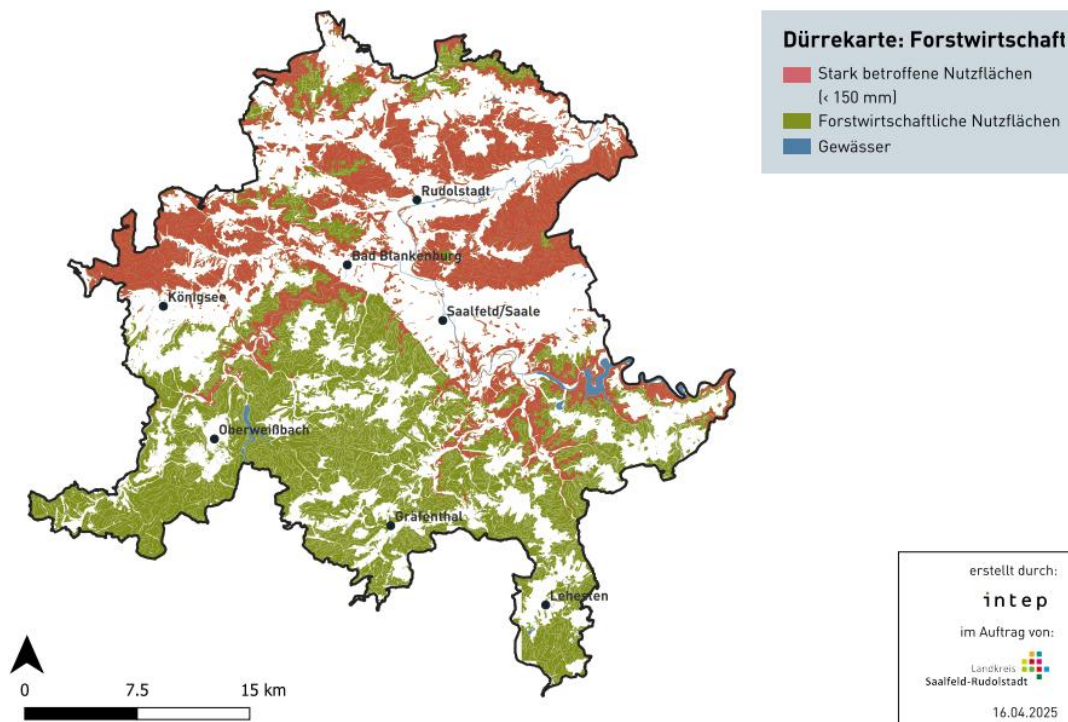 Dürrekarte: Forstwirtschaft
Stark betroffene Nutzflächen
(< 150 mm)
Forstwirtschaftliche Nutzflächen
Gewässer
Rudolstadt
Bad Blankenburg
Königsee
Saalfeld/Saale
Oberweißbach
Gräfenthal
Lehesten
0 7.5 15 km
erstellt durch:
intep
im Auftrag von:
Landkreis
Saalfeld-Rudolstadt
16.04.2025